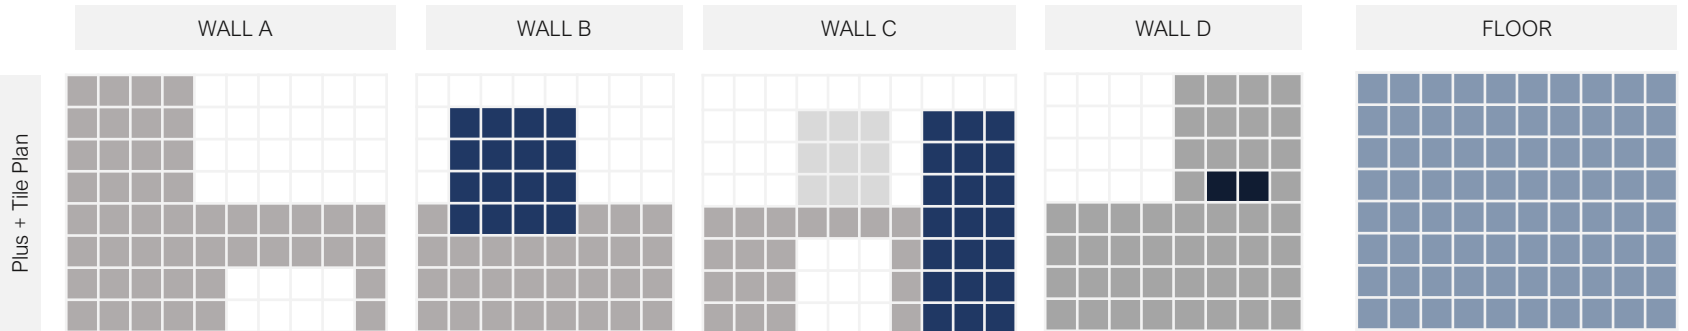 WALL A
WALL B
WALL C
WALL D
FLOOR
Plus + Tile Plan